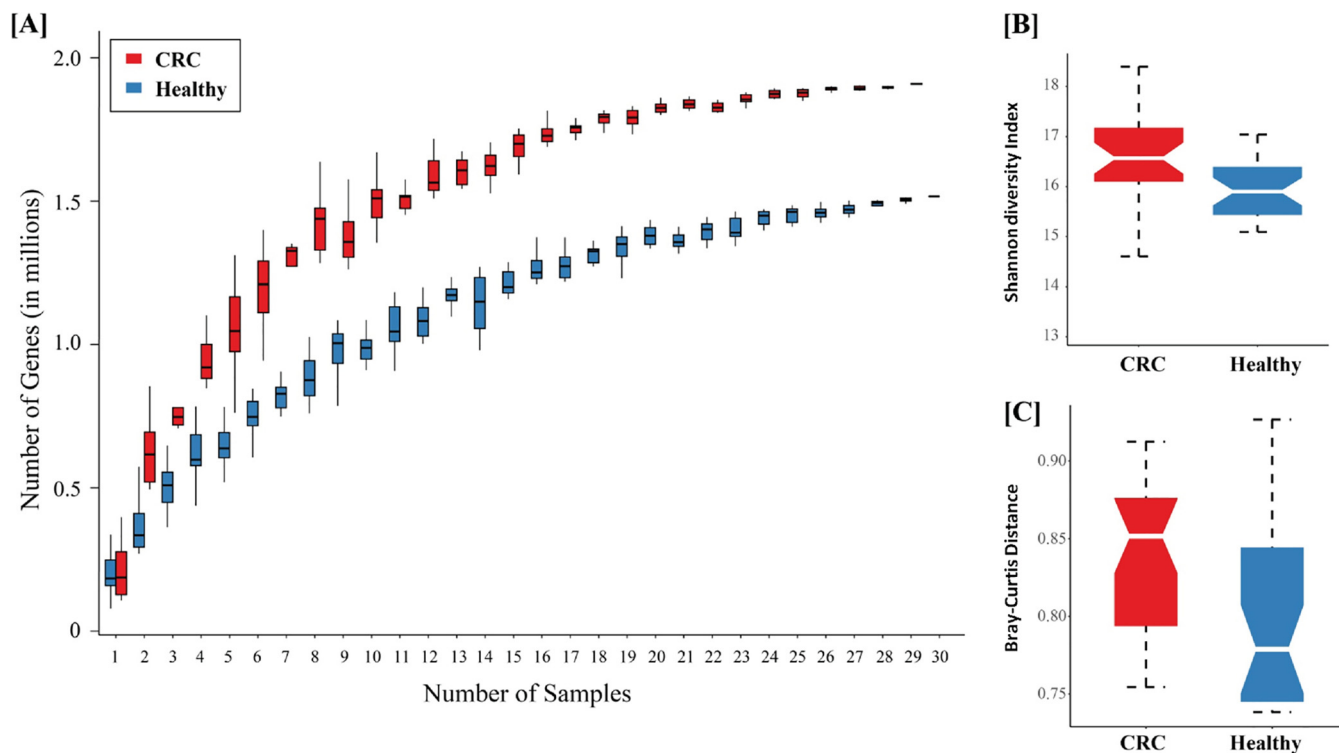 [A]
CRC
Healthy
Number of Genes (in millions)
2.0
1.5
1.0
0.5
0
1 2 3 4 5 6 7 8 9 10 11 12 13 14 15 16 17 18 19 20 21 22 23 24 25 26 27 28 29 30
Number of Samples
[B]
Shannon diversity Index
18
17
16
15
14
13
CRC Healthy
[C]
Bray-Curtis Distance
0.90
0.85
0.80
0.75
CRC Healthy